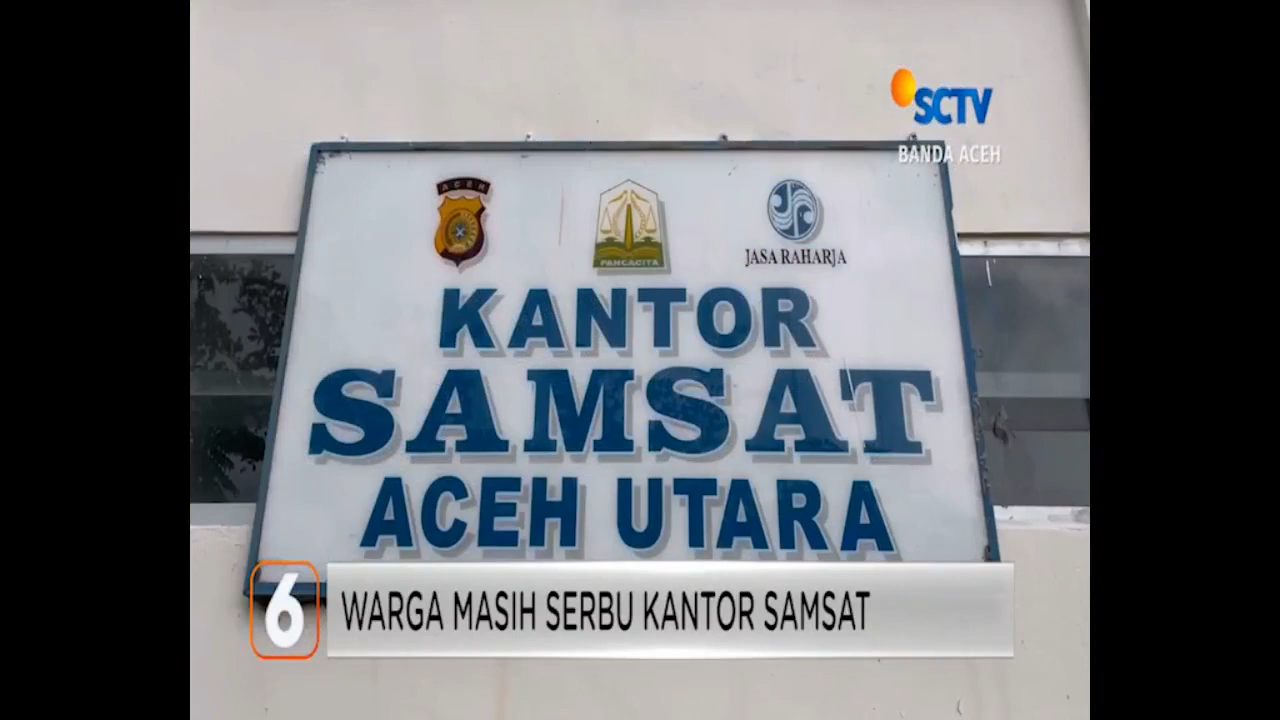 SCTV
BANDA ACEH
ACEH
PANCACITA
JASA RAHARJA
KANTOR
SAMSAT
ACEH UTARA
6
WARGA MASIH SERBU KANTOR SAMSAT